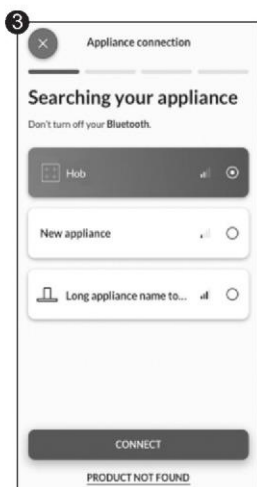 3
Appliance connection
Searching your appliance
Don't turn off your Bluetooth.
Hob
New appliance
Long appliance name to...
CONNECT
PRODUCT NOT FOUND